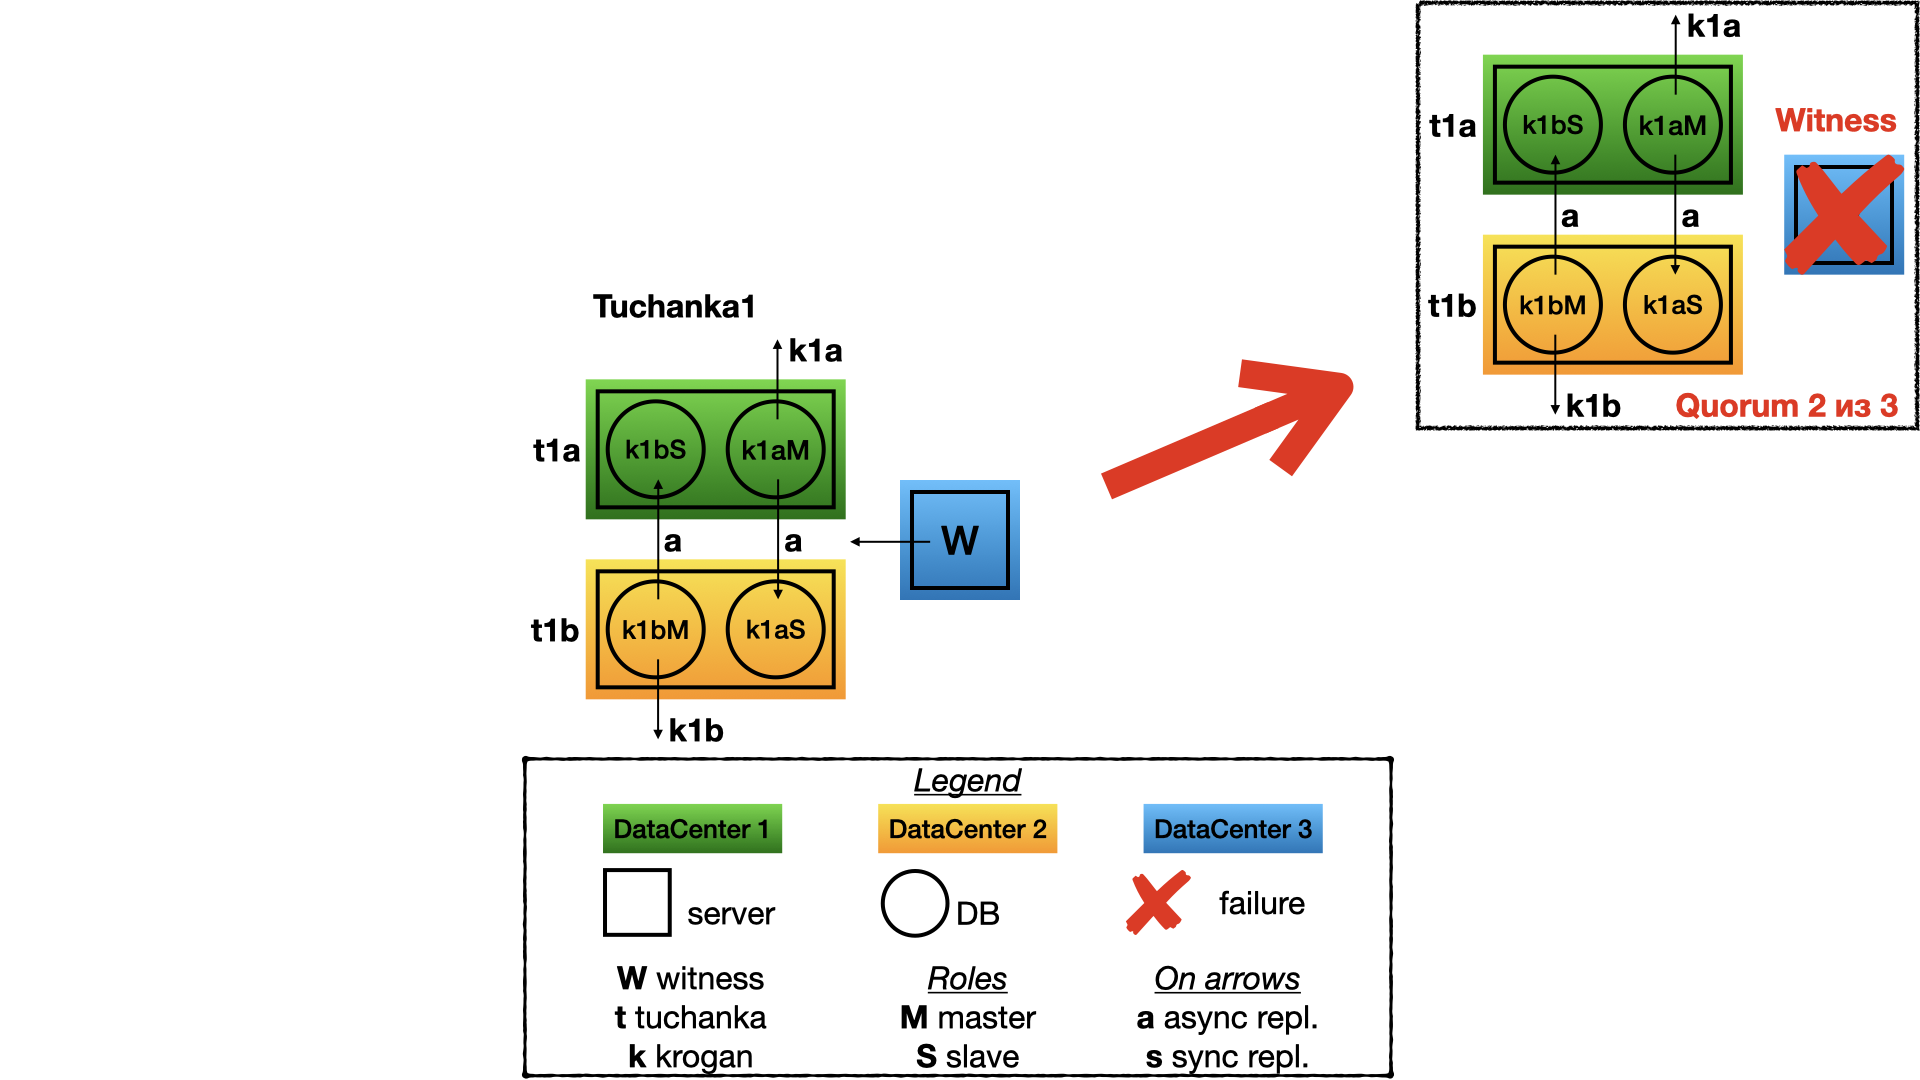 Tuchanka1
k1a
t1a
k1bS
k1aM
a
a
W
t1b
k1bM
k1aS
k1b
k1a
t1a
k1bS
k1aM
Witness
a
a
t1b
k1bM
k1aS
k1b
Quorum 2 из 3
Legend
DataCenter 1
DataCenter 2
DataCenter 3
server
DB
failure
W witness
t tuchanka
k krogan
Roles
M master
S slave
On arrows
a async repl.
s sync repl.